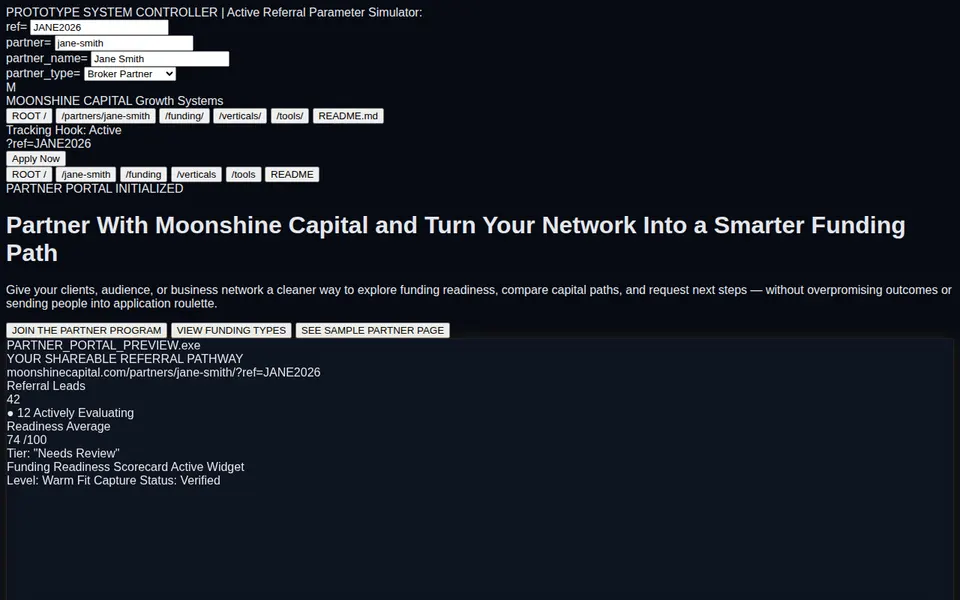 PROTOTYPE SYSTEM CONTROLLER | Active Referral Parameter Simulator:
ref= JANE2026
partner= jane-smith
partner_name= Jane Smith
partner_type= Broker Partner
M
MOONSHINE CAPITAL Growth Systems
ROOT / /partners/jane-smith /funding/ /verticals/ /tools/ README.md
Tracking Hook: Active
?ref=JANE2026
Apply Now
ROOT / /jane-smith /funding /verticals /tools README
PARTNER PORTAL INITIALIZED
Partner With Moonshine Capital and Turn Your Network Into a Smarter Funding
Path
Give your clients, audience, or business network a cleaner way to explore funding readiness, compare capital paths, and request next steps — without overpromising outcomes or
sending people into application roulette.
JOIN THE PARTNER PROGRAM VIEW FUNDING TYPES SEE SAMPLE PARTNER PAGE
PARTNER_PORTAL_PREVIEW.exe
YOUR SHAREABLE REFERRAL PATHWAY
moonshinecapital.com/partners/jane-smith/?ref=JANE2026
Referral Leads
42
● 12 Actively Evaluating
Readiness Average
74 /100
Tier: "Needs Review"
Funding Readiness Scorecard Active Widget
Level: Warm Fit Capture Status: Verified